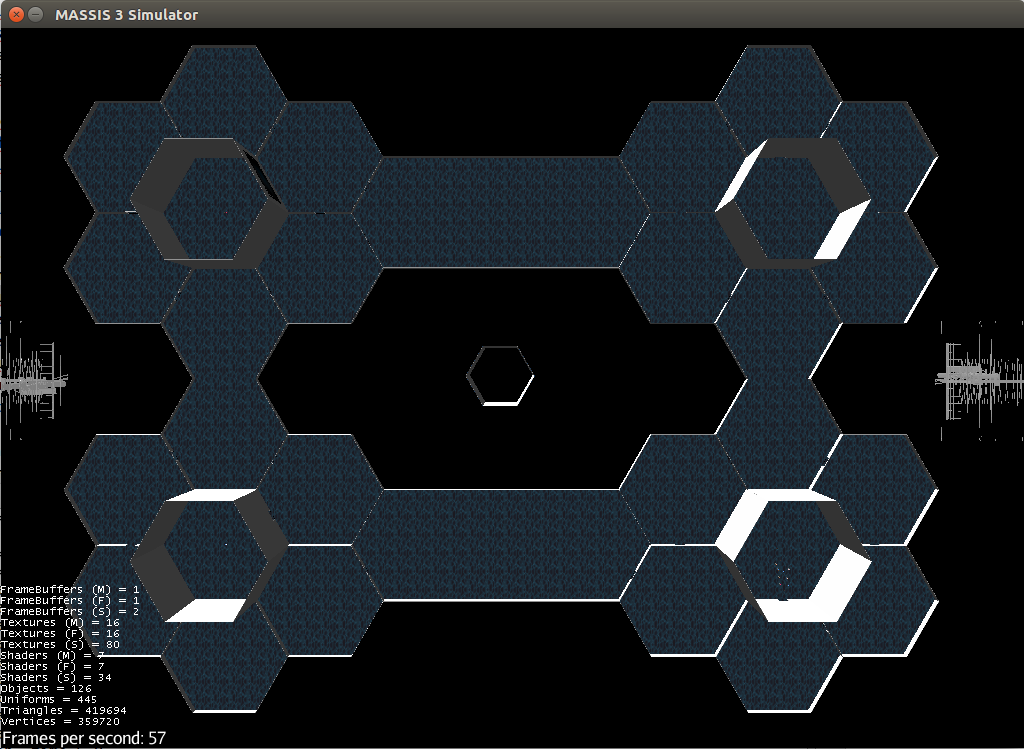 MASSIS 3 Simulator
FrameBuffers (M) = 1
FrameBuffers (F) = 1
FrameBuffers (S) = 2
Textures (M) = 16
Textures (F) = 16
Textures (S) = 80
Shaders (M) = 7
Shaders (F) = 7
Shaders (S) = 34
Objects = 126
Uniforms = 445
Triangles = 419694
Vertices = 359720
Frames per second: 57